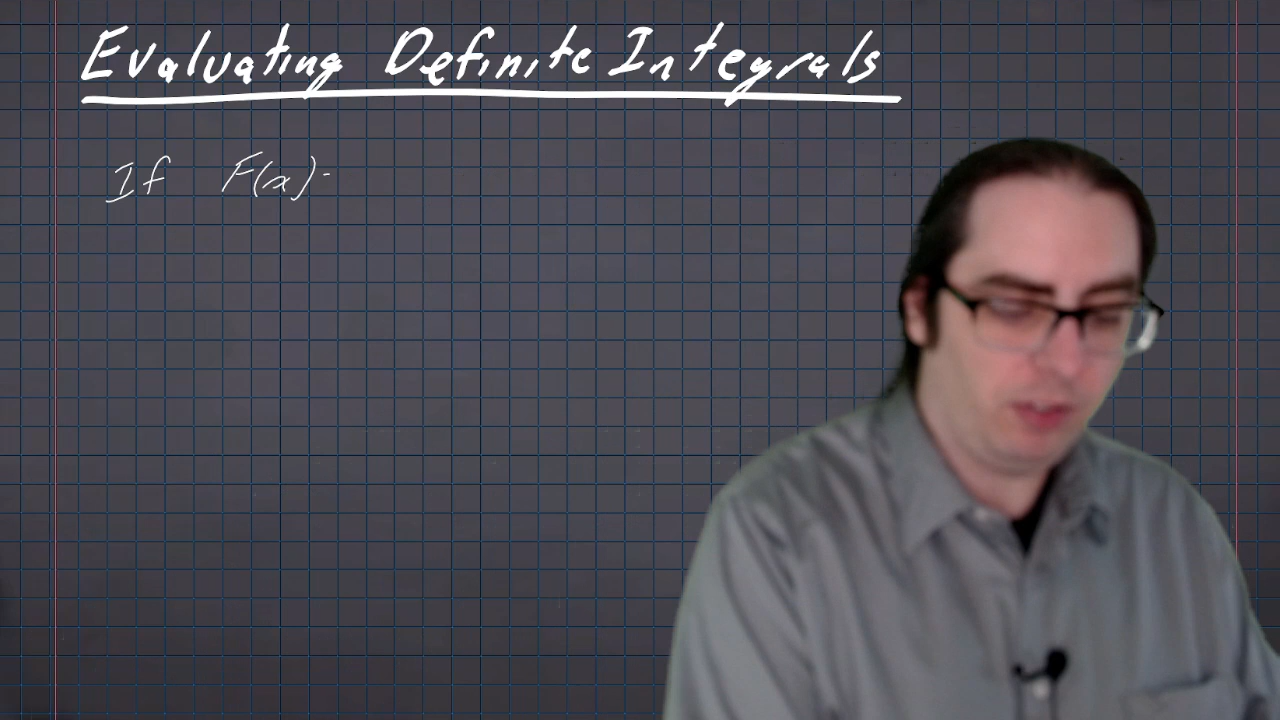 Evaluating Definite Integrals
If F(x)-